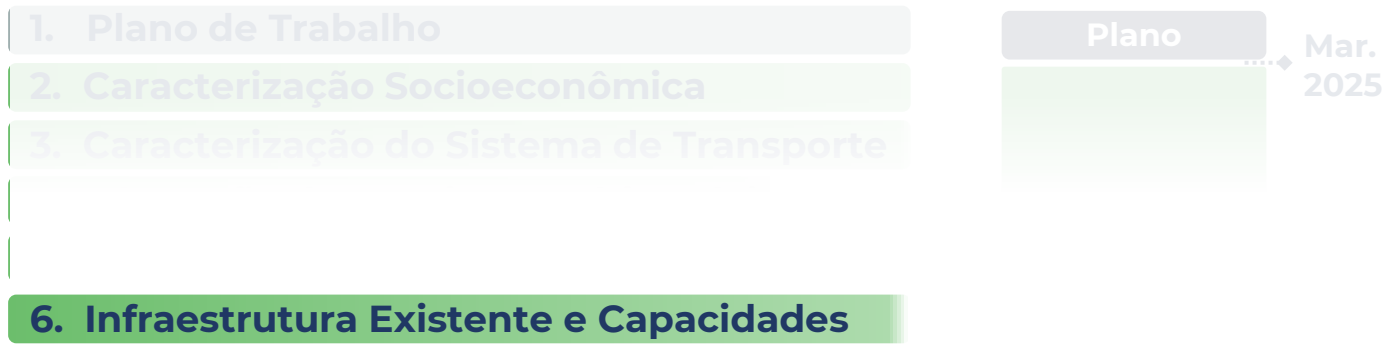 1. Plano de Trabalho
2. Caracterização Socioeconômica
3. Caracterização do Sistema de Transporte
6. Infraestrutura Existente e Capacidades
Plano
Mar.
2025